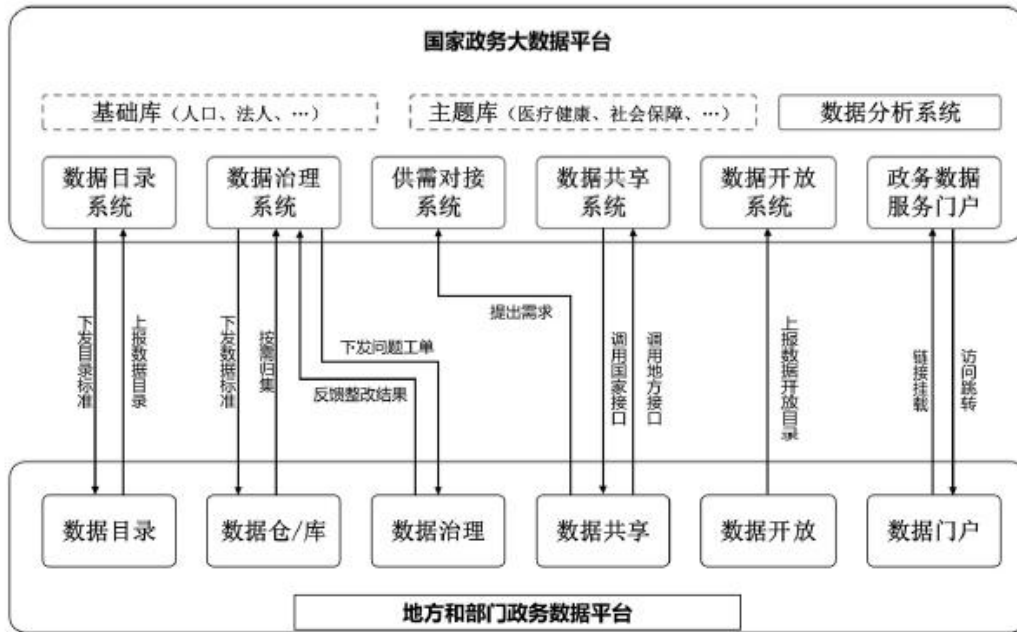 国家政务大数据平台
基础库（人口、法人、…）
主题库（医疗健康、社会保障、…）
数据分析系统
数据目录
系统
数据治理
系统
供需对接
系统
数据共享
系统
数据开放
系统
政务数据
服务门户
下发目录标准
上报数据目录
下发数据标准
按需归集
下发问题工单
反馈整改结果
提出需求
调用国家接口
调用地方接口
上报数据开放目录
链接挂载
访问跳转
数据目录
数据仓/库
数据治理
数据共享
数据开放
数据门户
地方和部门政务数据平台